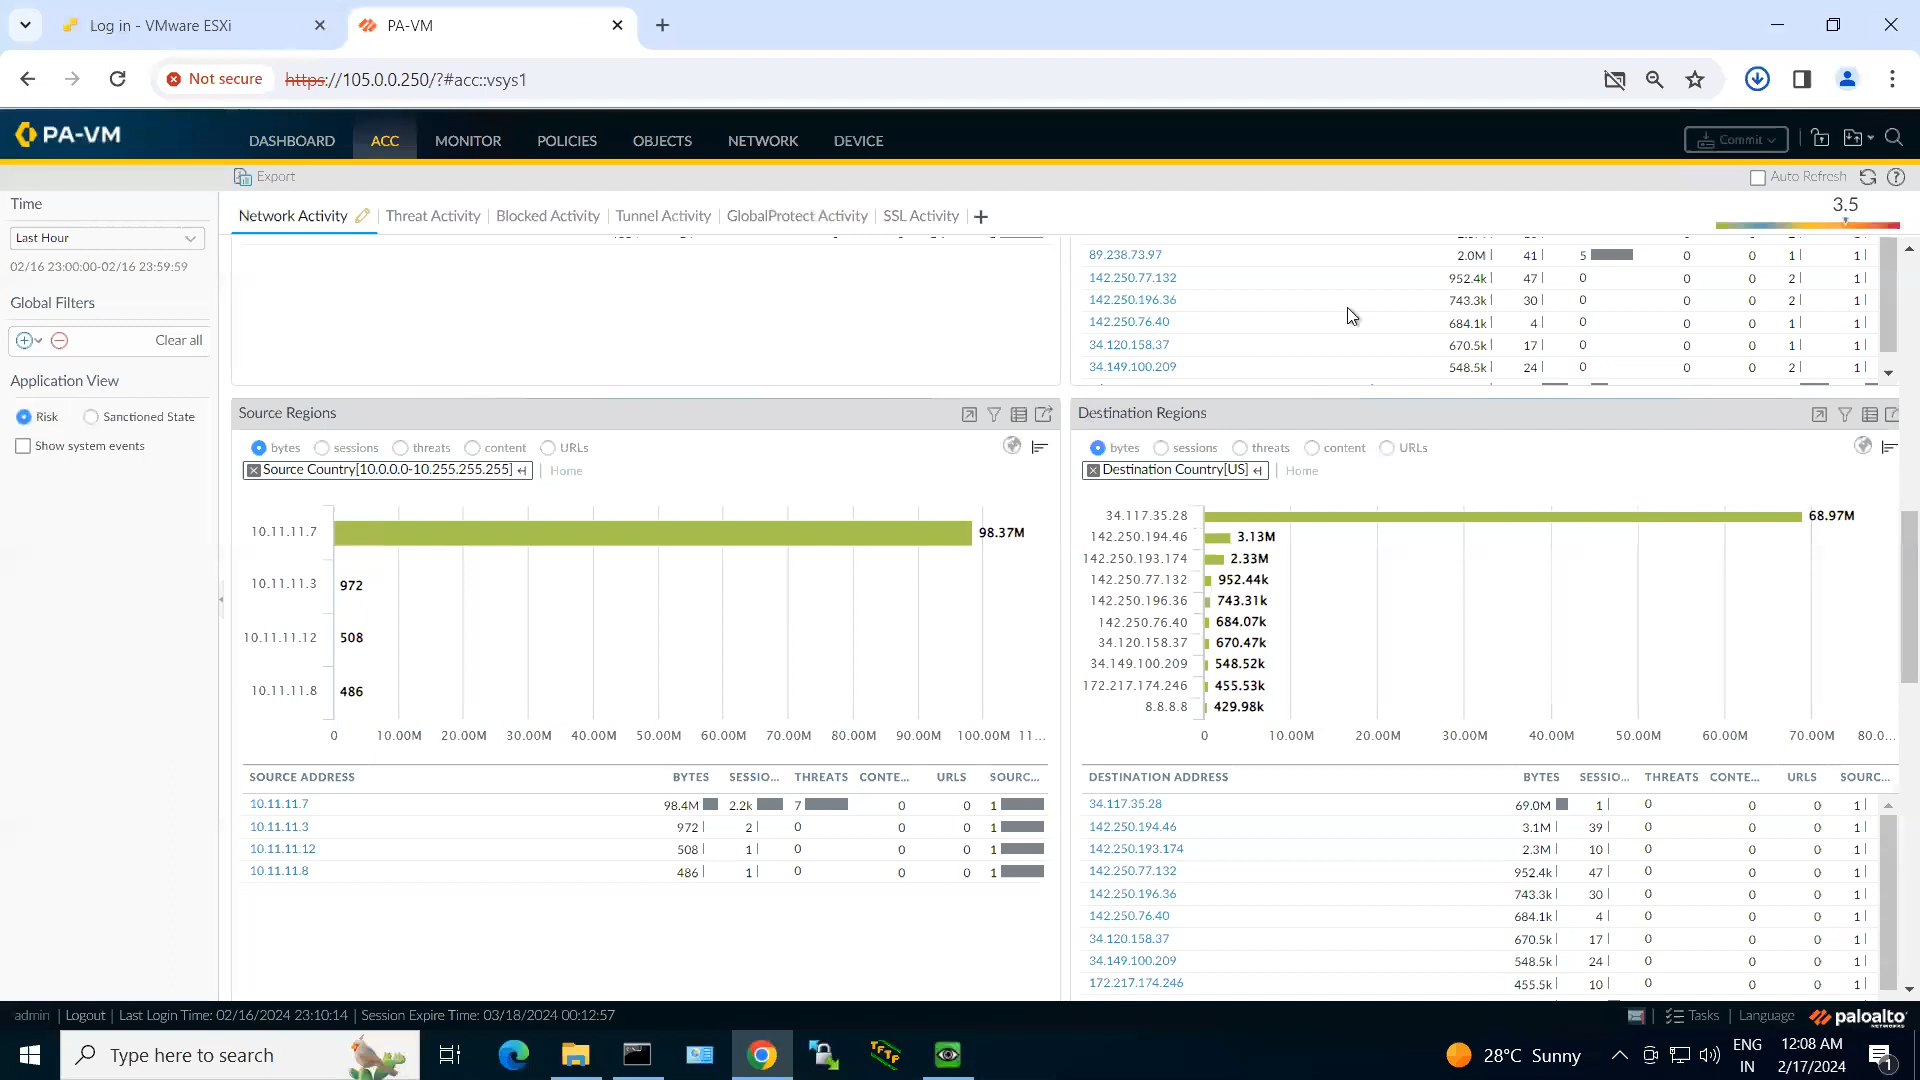 Log in - VMware ESXi
PA-VM
Not secure
https://105.0.0.250/?#acc::vsys1
PA-VM
DASHBOARD
ACC
MONITOR
POLICIES
OBJECTS
NETWORK
DEVICE
Commit
Export
Auto Refresh
Time
Last Hour
02/16 23:00:00-02/16 23:59:59
Global Filters
Clear all
Application View
Risk
Sanctioned State
Show system events
Network Activity
Threat Activity
Blocked Activity
Tunnel Activity
GlobalProtect Activity
SSL Activity
3.5
89.238.73.97 2.0M 41 5 0 0 1 1
142.250.77.132 952.4k 47 0 0 0 2 1
142.250.196.36 743.3k 30 0 0 0 2 1
142.250.76.40 684.1k 4 0 0 0 1 1
34.120.158.37 670.5k 17 0 0 0 1 1
34.149.100.209 548.5k 24 0 0 0 2 1
Source Regions
bytes sessions threats content URLs
Source Country[10.0.0.0-10.255.255.255] Home
10.11.11.7 98.37M
10.11.11.3 972
10.11.11.12 508
10.11.11.8 486
0 10.00M 20.00M 30.00M 40.00M 50.00M 60.00M 70.00M 80.00M 90.00M 100.00M 11...
SOURCE ADDRESS BYTES SESSIO... THREATS CONTE... URLS SOURC...
10.11.11.7 98.4M 2.2k 7 0 0 1
10.11.11.3 972 2 0 0 0 1
10.11.11.12 508 1 0 0 0 1
10.11.11.8 486 1 0 0 0 1
Destination Regions
bytes sessions threats content URLs
Destination Country[US] Home
34.117.35.28 68.97M
142.250.194.46 3.13M
142.250.193.174 2.33M
142.250.77.132 952.44k
142.250.196.36 743.31k
142.250.76.40 684.07k
34.120.158.37 670.47k
34.149.100.209 548.52k
172.217.174.246 455.53k
8.8.8.8 429.98k
0 10.00M 20.00M 30.00M 40.00M 50.00M 60.00M 70.00M 80.0...
DESTINATION ADDRESS BYTES SESSIO... THREATS CONTE... URLS SOURC...
34.117.35.28 69.0M 1 0 0 0 1
142.250.194.46 3.1M 39 0 0 0 1
142.250.193.174 2.3M 10 0 0 0 1
142.250.77.132 952.4k 47 0 0 0 1
142.250.196.36 743.3k 30 0 0 0 1
142.250.76.40 684.1k 4 0 0 0 1
34.120.158.37 670.5k 17 0 0 0 1
34.149.100.209 548.5k 24 0 0 0 1
172.217.174.246 455.5k 10 0 0 0 1
admin | Logout | Last Login Time: 02/16/2024 23:10:14 | Session Expire Time: 03/18/2024 00:12:57
Tasks | Language
paloalto
NETWORKS
Type here to search
TFTP
28°C Sunny
ENG
IN
12:08 AM
2/17/2024
1